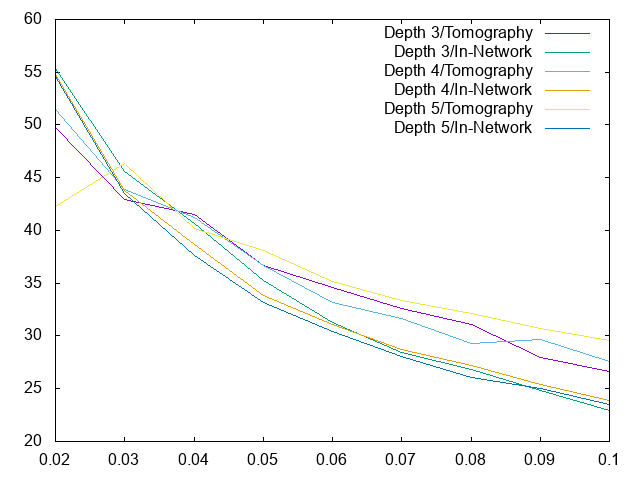 60
55
50
45
40
35
30
25
20
Depth 3/Tomography
Depth 3/In-Network
Depth 4/Tomography
Depth 4/In-Network
Depth 5/Tomography
Depth 5/In-Network
0.02 0.03 0.04 0.05 0.06 0.07 0.08 0.09 0.1